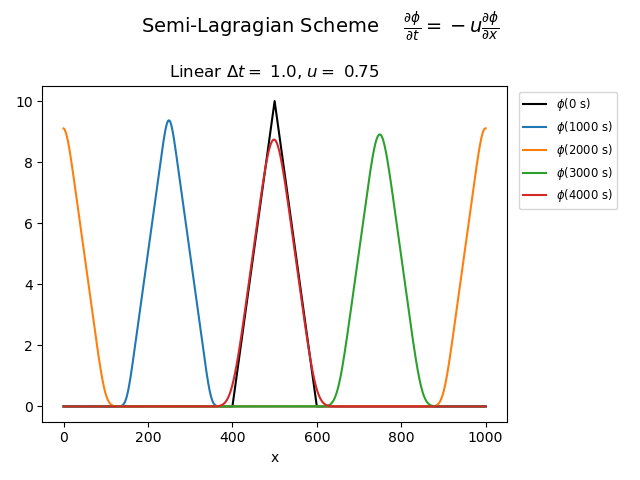 Semi-Lagragian Scheme ∂ϕ/∂t = −u ∂ϕ/∂x
Linear Δt = 1.0, u = 0.75
ϕ(0 s)
ϕ(1000 s)
ϕ(2000 s)
ϕ(3000 s)
ϕ(4000 s)
10
8
6
4
2
0
0 200 400 600 800 1000
x